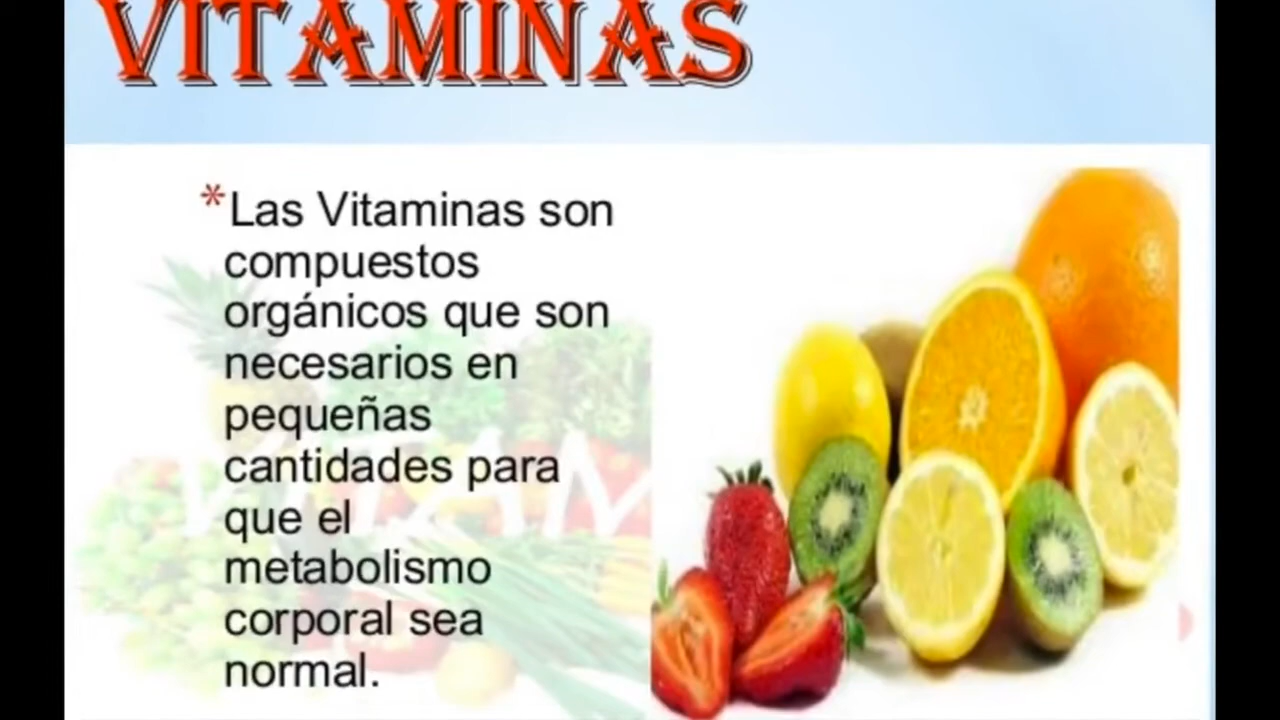 VITAMINAS
*Las Vitaminas son
compuestos
orgánicos que son
necesarios en
pequeñas
cantidades para
que el
metabolismo
corporal sea
normal.
VITAM